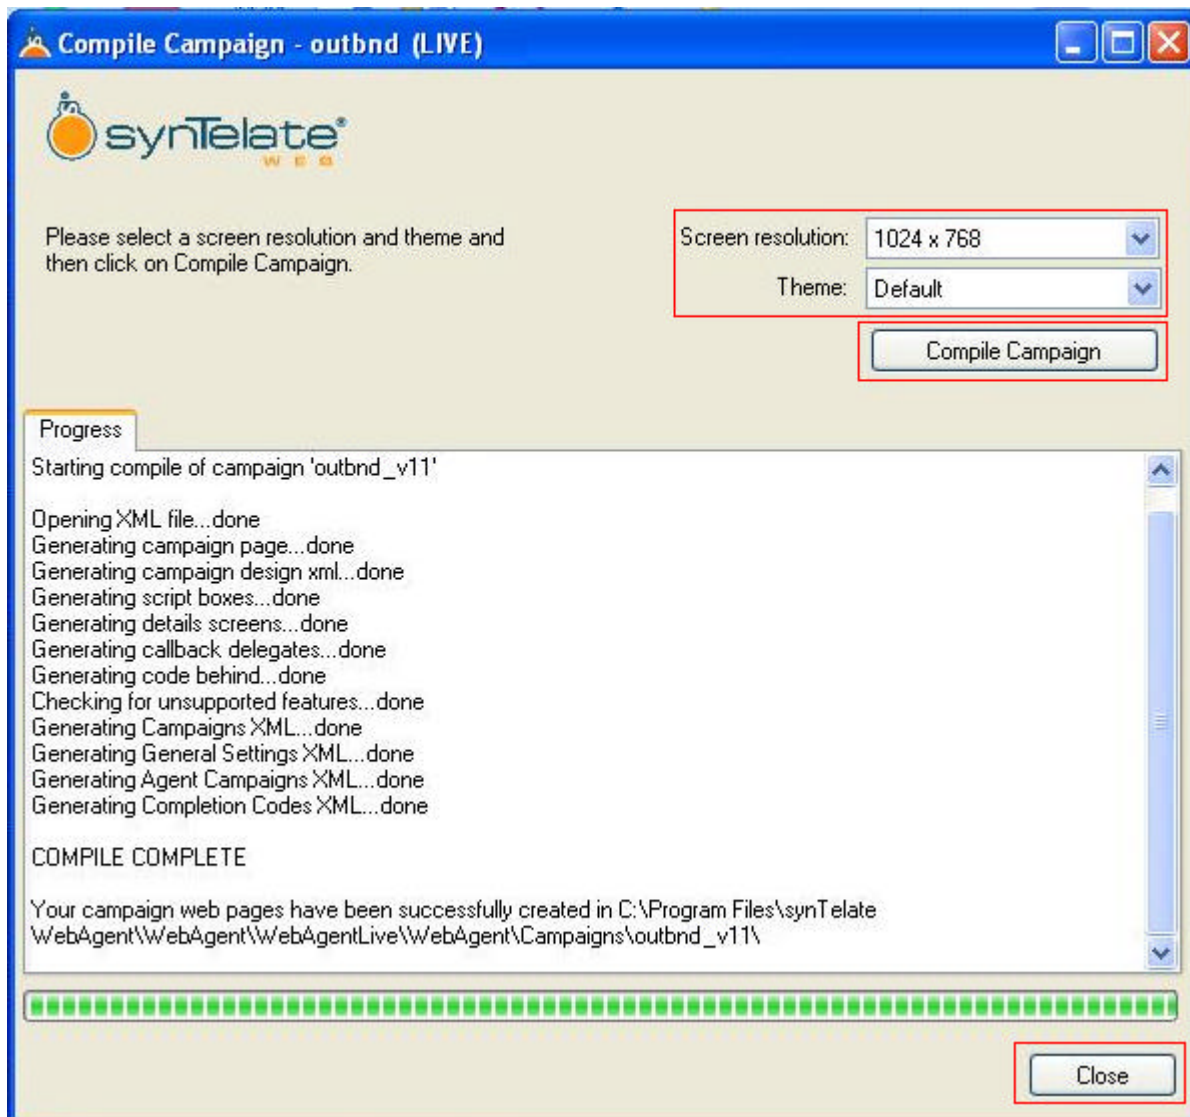 Compile Campaign - outbnd (LIVE)
synTelate®
WEB
Please select a screen resolution and theme and
then click on Compile Campaign.
Screen resolution:
1024 x 768
Theme:
Default
Compile Campaign
Progress
Starting compile of campaign 'outbnd_v11'
Opening XML file...done
Generating campaign page...done
Generating campaign design xml...done
Generating script boxes...done
Generating details screens...done
Generating callback delegates...done
Generating code behind...done
Checking for unsupported features...done
Generating Campaigns XML...done
Generating General Settings XML...done
Generating Agent Campaigns XML...done
Generating Completion Codes XML...done
COMPILE COMPLETE
Your campaign web pages have been successfully created in C:\Program Files\synTelate
WebAgent\WebAgent\WebAgentLive\WebAgent\Campaigns\outbnd_v11\
Close